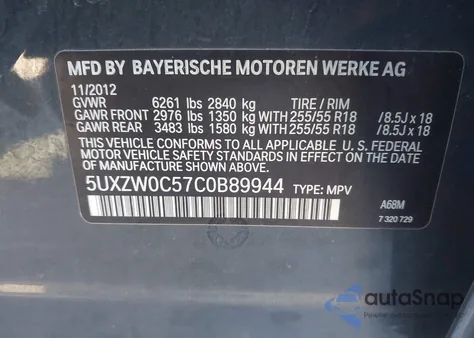 MFD BY BAYERISCHE MOTOREN WERKE AG
11/2012
GVWR 6261 lbs 2840 kg TIRE / RIM
GAWR FRONT 2976 lbs 1350 kg WITH 255/55 R18 /8.5J x 18
GAWR REAR 3483 lbs 1580 kg WITH 255/55 R18 /8.5J x 18
THIS VEHICLE CONFORMS TO ALL APPLICABLE U. S. FEDERAL
MOTOR VEHICLE SAFETY STANDARDS IN EFFECT ON THE DATE
OF MANUFACTURE SHOWN ABOVE.
5UXZW0C57C0B89944 TYPE: MPV
A68M
7 320 729
autoSnap